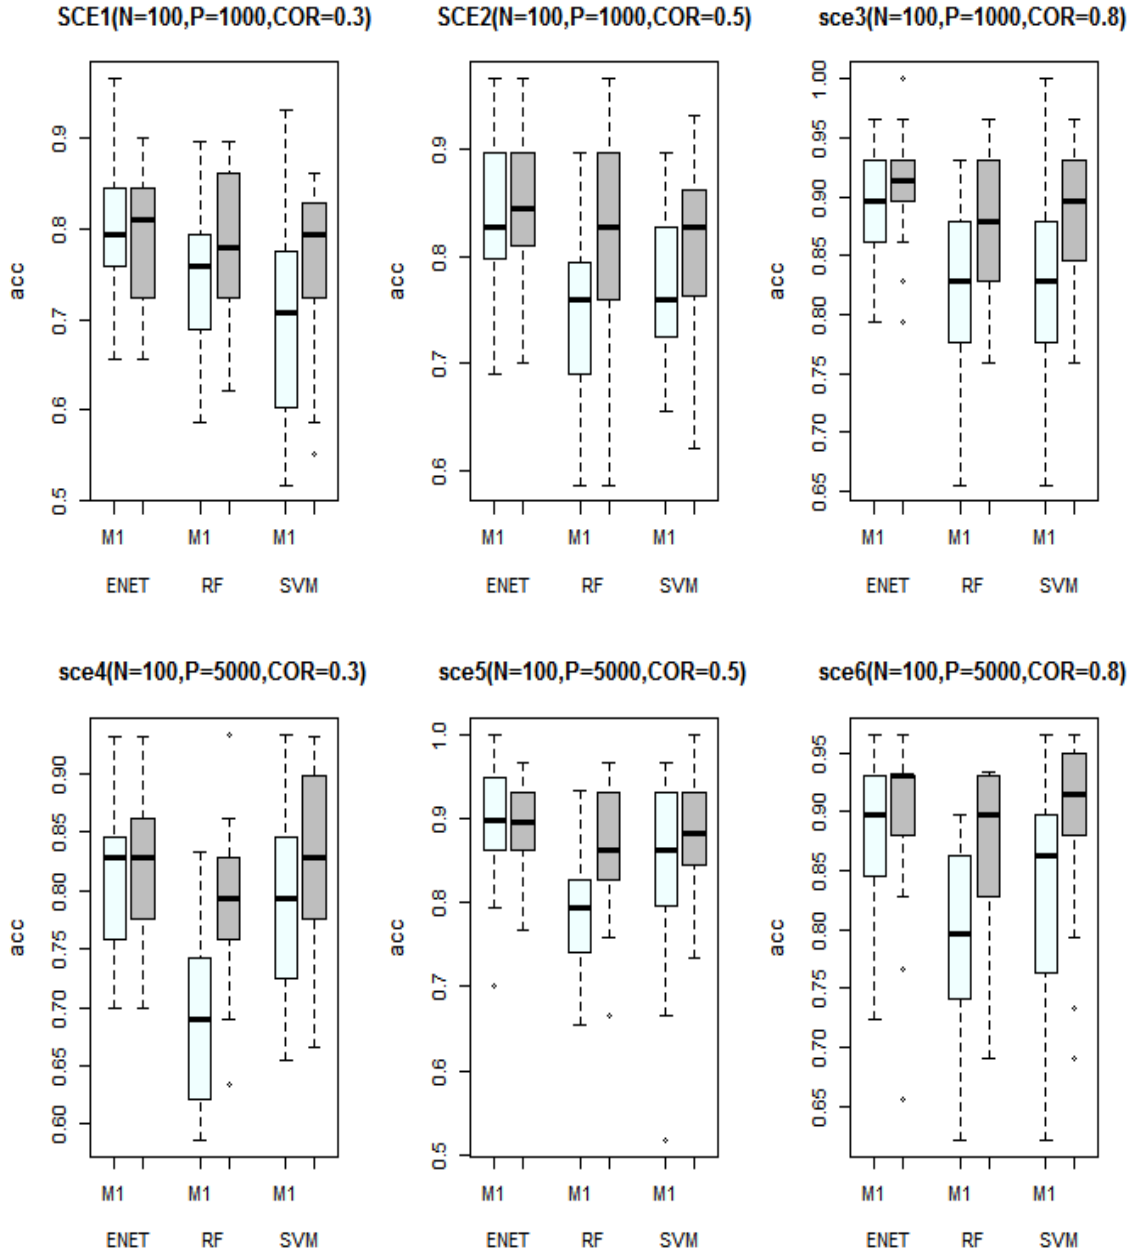 SCE1(N=100,P=1000,COR=0.3)
acc
0.5 0.6 0.7 0.8 0.9
M1 M1 M1
ENET RF SVM
SCE2(N=100,P=1000,COR=0.5)
acc
0.6 0.7 0.8 0.9
M1 M1 M1
ENET RF SVM
sce3(N=100,P=1000,COR=0.8)
acc
0.65 0.70 0.75 0.80 0.85 0.90 0.95 1.00
M1 M1 M1
ENET RF SVM
sce4(N=100,P=5000,COR=0.3)
acc
0.60 0.65 0.70 0.75 0.80 0.85 0.90
M1 M1 M1
ENET RF SVM
sce5(N=100,P=5000,COR=0.5)
acc
0.5 0.6 0.7 0.8 0.9 1.0
M1 M1 M1
ENET RF SVM
sce6(N=100,P=5000,COR=0.8)
acc
0.65 0.70 0.75 0.80 0.85 0.90 0.95
M1 M1 M1
ENET RF SVM